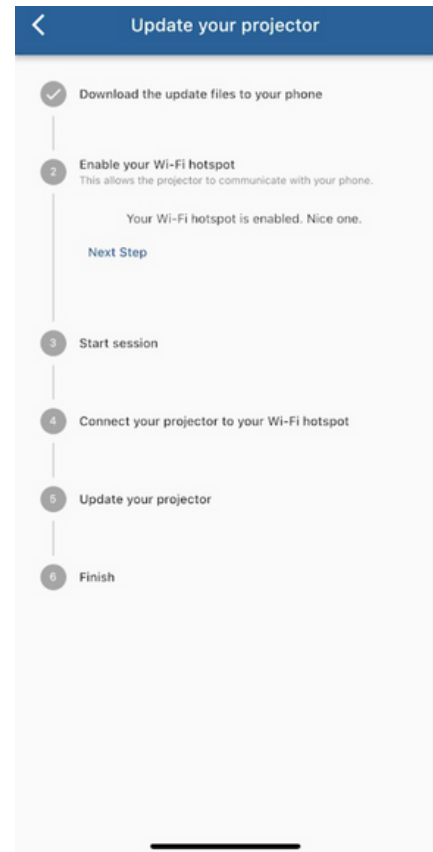 Update your projector
Download the update files to your phone
2
Enable your Wi-Fi hotspot
This allows the projector to communicate with your phone.
Your Wi-Fi hotspot is enabled. Nice one.
Next Step
3
Start session
4
Connect your projector to your Wi-Fi hotspot
5
Update your projector
6
Finish